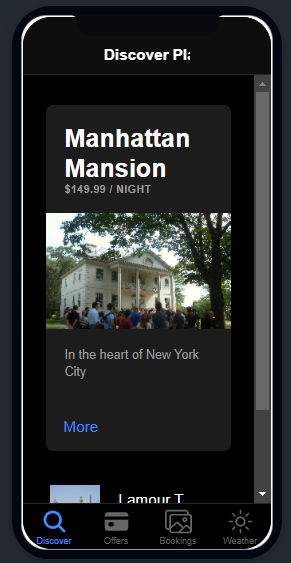 Discover Pla
Manhattan
Mansion
$149.99 / NIGHT
In the heart of New York
City
More
Lamour T
Discover
Offers
Bookings
Weather